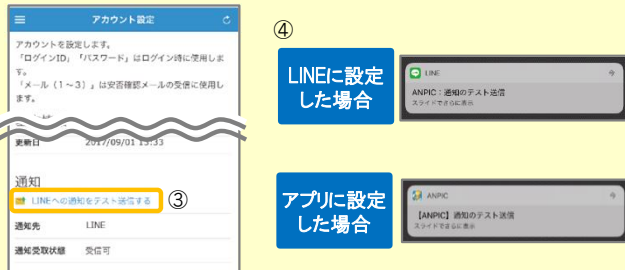 アカウント設定
アカウントを設定します。
「ログインID」「パスワード」はログイン時に使用しま
す。
「メール（1～3）」は安否確認メールの受信に使用し
ます。
更新日 2017/09/01 15:33
通知
LINEへの通知をテスト送信する ③
通知先 LINE
通知受取状態 受信可
④
LINEに設定
した場合
LINE 今
ANPIC：通知のテスト送信
スライドでさらに表示
アプリに設定
した場合
ANPIC 今
【ANPIC】通知のテスト送信
スライドでさらに表示